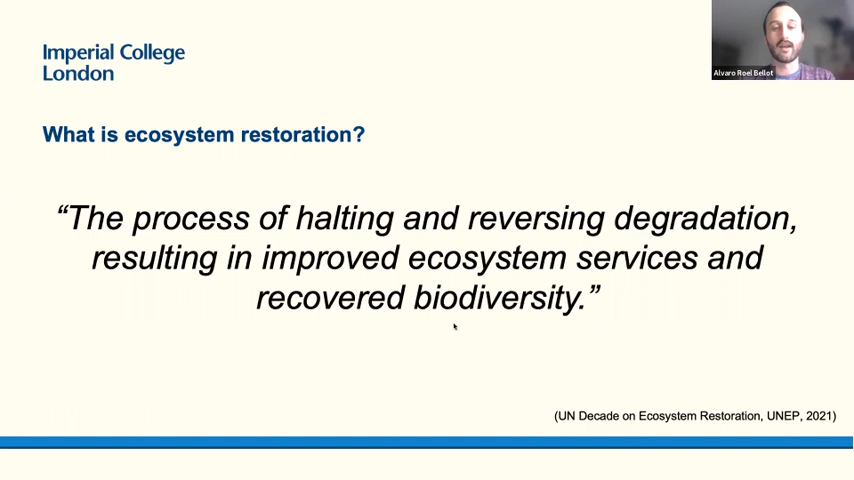 Imperial College
London
Alvaro Roel Bellot
What is ecosystem restoration?
“The process of halting and reversing degradation,
resulting in improved ecosystem services and
recovered biodiversity.”
(UN Decade on Ecosystem Restoration, UNEP, 2021)